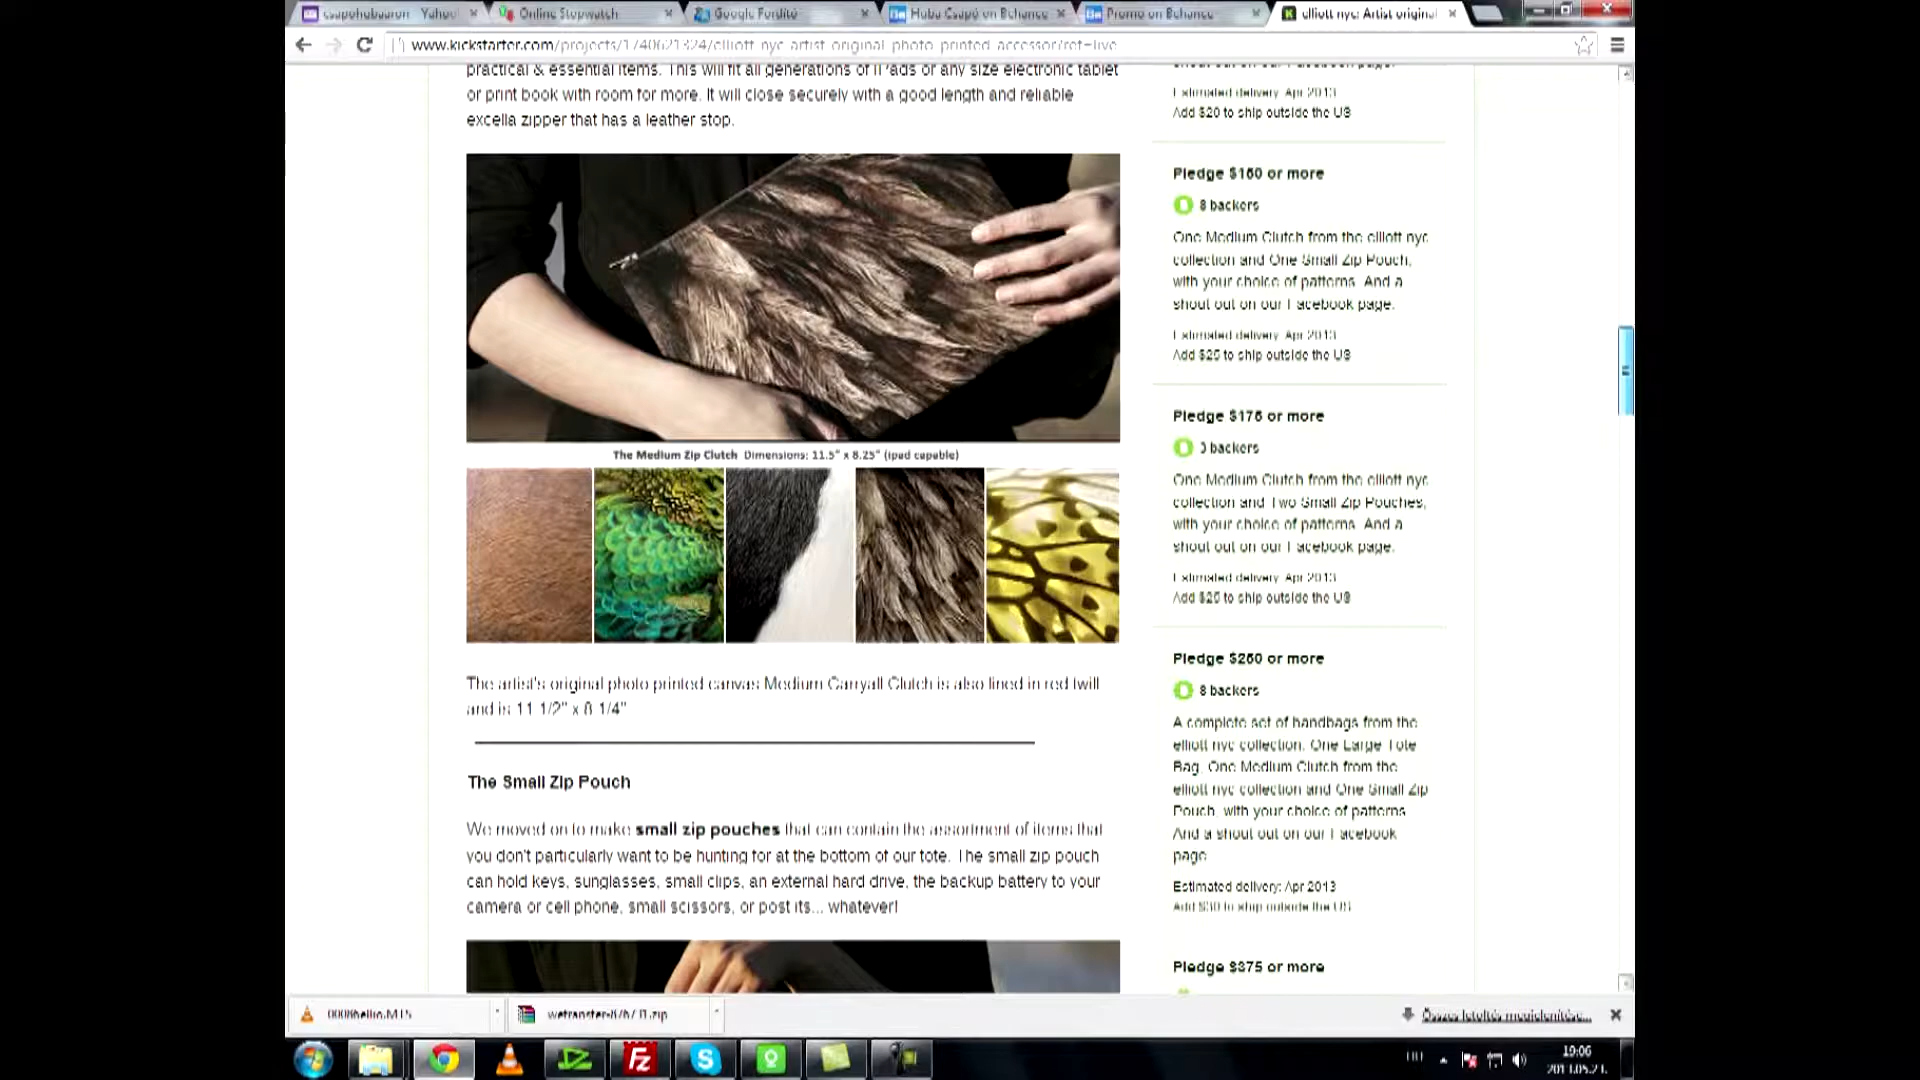 csapohubauron - Yahoo!
Online Stopwatch
Google Fordító
Huba Csapó on Behance
Promo on Behance
elliott nyc: Artist original
www.kickstarter.com/projects/1740621324/elliott-nyc-artist-original-photo-printed-accessor?ref=live
practical & essential items. This will fit all generations of iPads or any size electronic tablet
or print book with room for more. It will close securely with a good length and reliable
excella zipper that has a leather stop.
The Medium Zip Clutch Dimensions: 11.5" x 8.25" (ipad capable)
The artist's original photo printed canvas Medium Carryall Clutch is also lined in red twill
and is 11 1/2" x 8 1/4"
The Small Zip Pouch
We moved on to make small zip pouches that can contain the assortment of items that
you don't particularly want to be hunting for at the bottom of our tote. The small zip pouch
can hold keys, sunglasses, small clips, an external hard drive, the backup battery to your
camera or cell phone, small scissors, or post its... whatever!
shout out on our Facebook page.
Estimated delivery: Apr 2013
Add $20 to ship outside the US
Pledge $160 or more
8 backers
One Medium Clutch from the elliott nyc
collection and One Small Zip Pouch,
with your choice of patterns. And a
shout out on our Facebook page.
Estimated delivery: Apr 2013
Add $25 to ship outside the US
Pledge $175 or more
backers
One Medium Clutch from the elliott nyc
collection and Two Small Zip Pouches,
with your choice of patterns. And a
shout out on our Facebook page.
Estimated delivery: Apr 2013
Add $25 to ship outside the US
Pledge $250 or more
8 backers
A complete set of handbags from the
elliott nyc collection. One Large Tote
Bag, One Medium Clutch from the
elliott nyc collection and One Small Zip
Pouch, with your choice of patterns.
And a shout out on our Facebook
page.
Estimated delivery: Apr 2013
Add $30 to ship outside the US
Pledge $375 or more
Összes letöltés megjelenítése...
HU
19:06